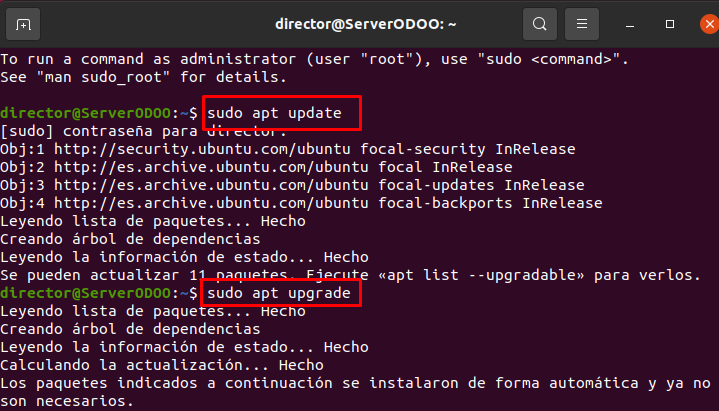 director@ServerODOO: ~
To run a command as administrator (user "root"), use "sudo <command>".
See "man sudo_root" for details.
director@ServerODOO:~$ sudo apt update
[sudo] contraseña para director:
Obj:1 http://security.ubuntu.com/ubuntu focal-security InRelease
Obj:2 http://es.archive.ubuntu.com/ubuntu focal InRelease
Obj:3 http://es.archive.ubuntu.com/ubuntu focal-updates InRelease
Obj:4 http://es.archive.ubuntu.com/ubuntu focal-backports InRelease
Leyendo lista de paquetes... Hecho
Creando árbol de dependencias
Leyendo la información de estado... Hecho
Se pueden actualizar 11 paquetes. Ejecute «apt list --upgradable» para verlos.
director@ServerODOO:~$ sudo apt upgrade
Leyendo lista de paquetes... Hecho
Creando árbol de dependencias
Leyendo la información de estado... Hecho
Calculando la actualización... Hecho
Los paquetes indicados a continuación se instalaron de forma automática y ya no
son necesarios.